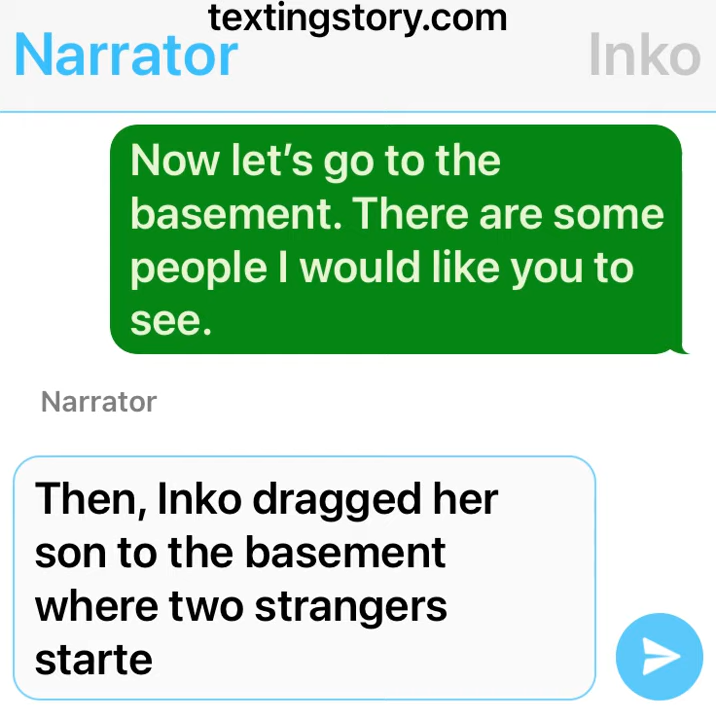 textingstory.com
Narrator
Inko
Now let’s go to the
basement. There are some
people I would like you to
see.
Narrator
Then, Inko dragged her
son to the basement
where two strangers
starte